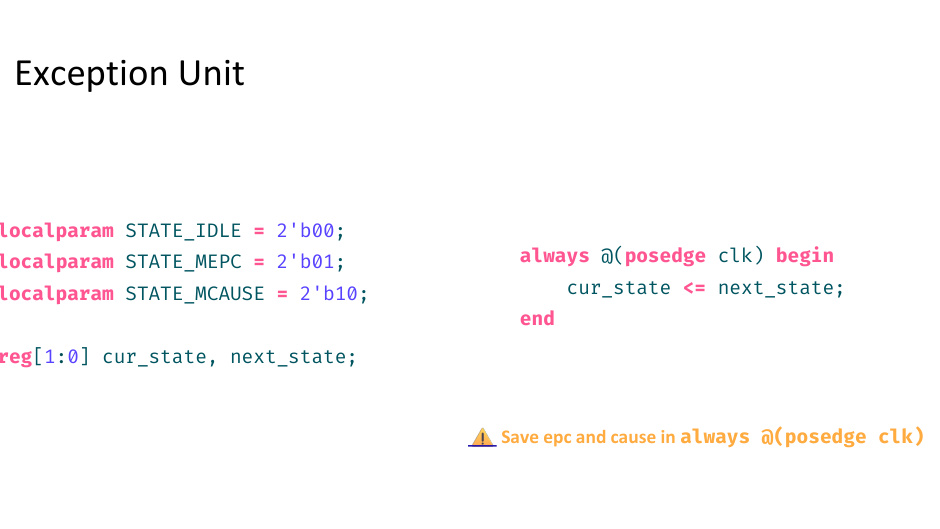 Exception Unit
localparam STATE_IDLE = 2'b00;
localparam STATE_MEPC = 2'b01;
localparam STATE_MCAUSE = 2'b10;
reg[1:0] cur_state, next_state;
always @(posedge clk) begin
    cur_state <= next_state;
end
⚠ Save epc and cause in always @(posedge clk)